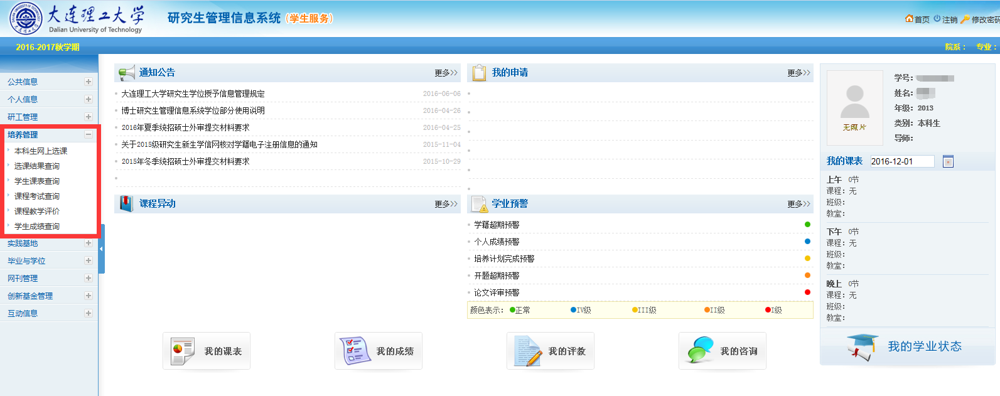 大连理工大学
Dalian University of Technology
研究生管理信息系统 (学生服务)
首页 注销 修改密码
2016-2017秋学期
院系： 专业：
公共信息
个人信息
研工管理
培养管理
本科生网上选课
选课结果查询
学生课表查询
课程考试查询
课程教学评价
学生成绩查询
实践基地
毕业与学位
网刊管理
创新基金管理
互动信息
通知公告 更多>>
大连理工大学研究生学位授予信息管理规定 2016-06-06
博士研究生管理信息系统学位部分使用说明 2016-04-26
2016年夏季统招硕士外审提交材料要求 2016-04-25
关于2015级研究生新生学信网核对学籍电子注册信息的通知 2015-11-04
2015年冬季统招硕士外审提交材料要求 2015-10-29
我的申请 更多>>
课程异动 更多>>
学业预警 更多>>
学籍超期预警
个人成绩预警
培养计划完成预警
开题超期预警
论文评审预警
颜色表示： 正常 IV级 III级 II级 I级
我的课表
我的成绩
我的评教
我的咨询
无照片
学号：
姓名：
年级：2013
类别：本科生
导师：
我的课表 2016-12-01
上午 0节
课程：无
班级：
教室：
下午 0节
课程：无
班级：
教室：
晚上 0节
课程：无
班级：
教室：
我的学业状态